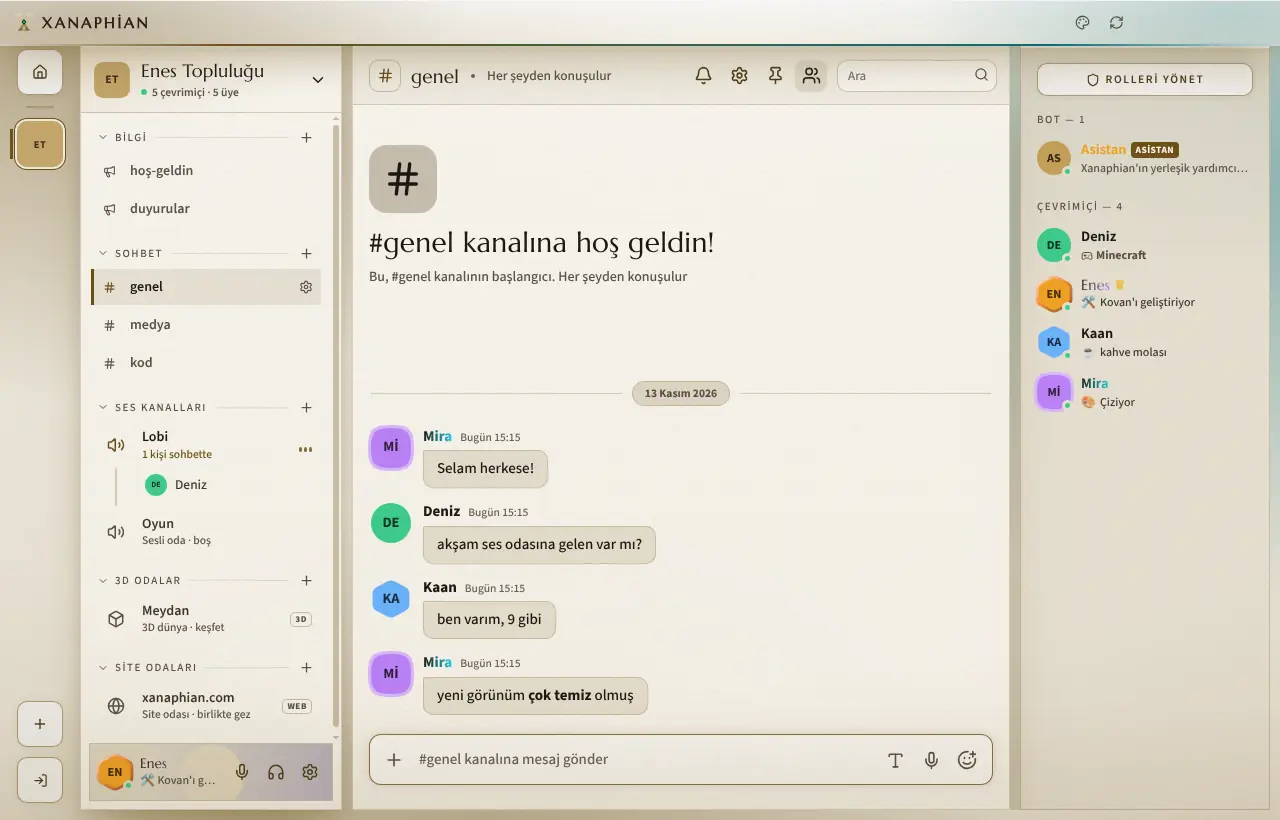 XANAPHİAN
ET
Enes Topluluğu
5 çevrimiçi · 5 üye
ET
BİLGİ
hoş-geldin
duyurular
SOHBET
# genel
# medya
# kod
SES KANALLARI
Lobi
1 kişi sohbette
DE Deniz
Oyun
Sesli oda · boş
3D ODALAR
Meydan
3D dünya · keşfet
3D
SİTE ODALARI
xanaphian.com
Site odası · birlikte gez
WEB
EN
Enes
🛠️ Kovan'ı g…
# genel • Her şeyden konuşulur
Ara
#
#genel kanalına hoş geldin!
Bu, #genel kanalının başlangıcı. Her şeyden konuşulur
13 Kasım 2026
Mİ
Mira Bugün 15:15
Selam herkese!
DE
Deniz Bugün 15:15
akşam ses odasına gelen var mı?
KA
Kaan Bugün 15:15
ben varım, 9 gibi
Mİ
Mira Bugün 15:15
yeni görünüm çok temiz olmuş
#genel kanalına mesaj gönder
ROLLERİ YÖNET
BOT — 1
AS
Asistan ASİSTAN
Xanaphian'ın yerleşik yardımcı…
ÇEVRİMİÇİ — 4
DE
Deniz
Minecraft
EN
Enes
🛠️ Kovan'ı geliştiriyor
KA
Kaan
☕ kahve molası
Mİ
Mira
🎨 Çiziyor